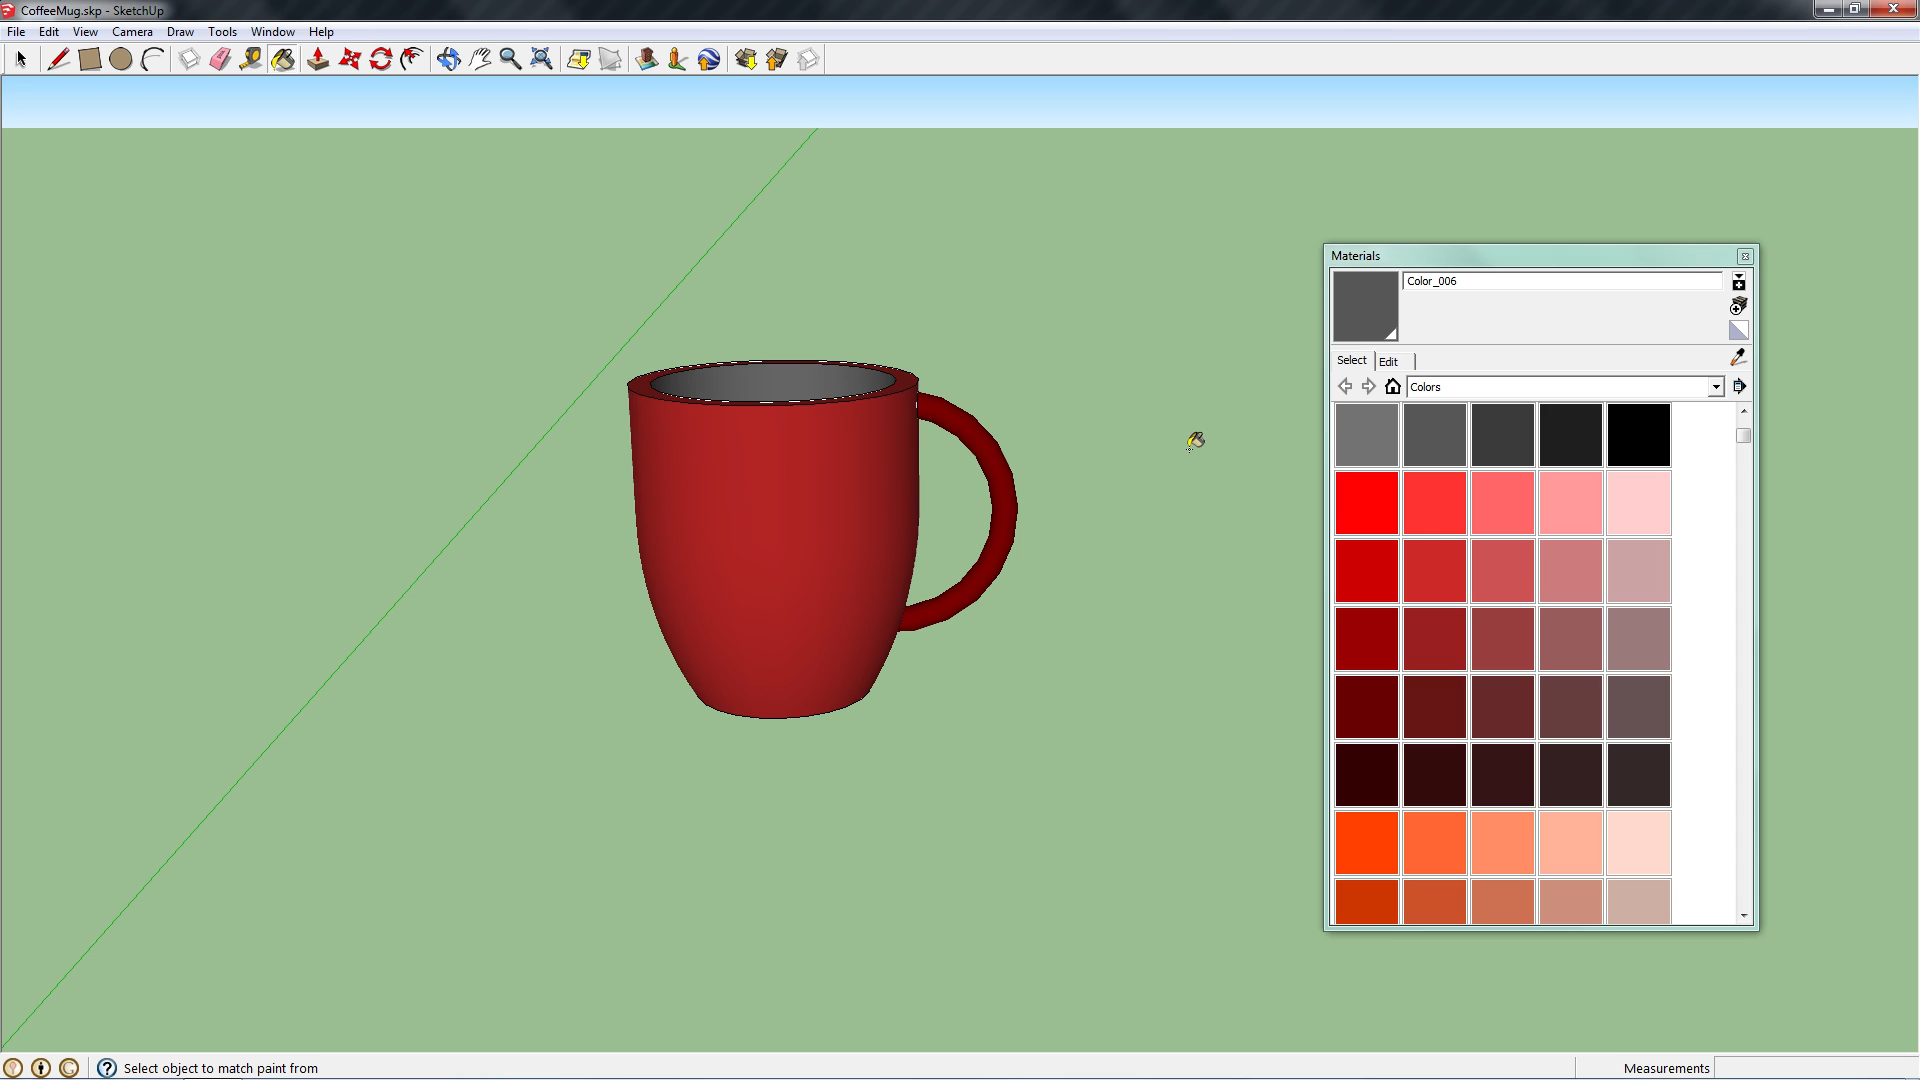 CoffeeMug.skp - SketchUp
File Edit View Camera Draw Tools Window Help
Materials
Color_006
Select Edit
Colors
Select object to match paint from
Measurements